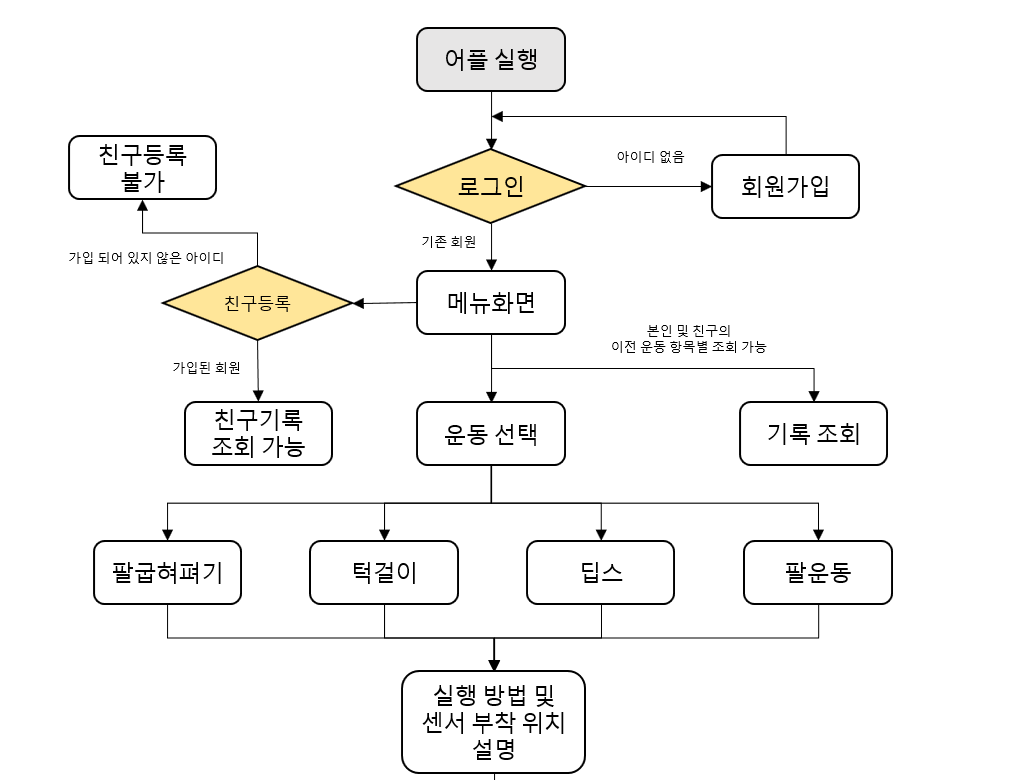 어플 실행
친구등록
불가
아이디 없음
로그인
회원가입
기존 회원
가입 되어 있지 않은 아이디
친구등록
메뉴화면
본인 및 친구의
이전 운동 항목별 조회 가능
가입된 회원
친구기록
조회 가능
운동 선택
기록 조회
팔굽혀펴기
턱걸이
딥스
팔운동
실행 방법 및
센서 부착 위치
설명